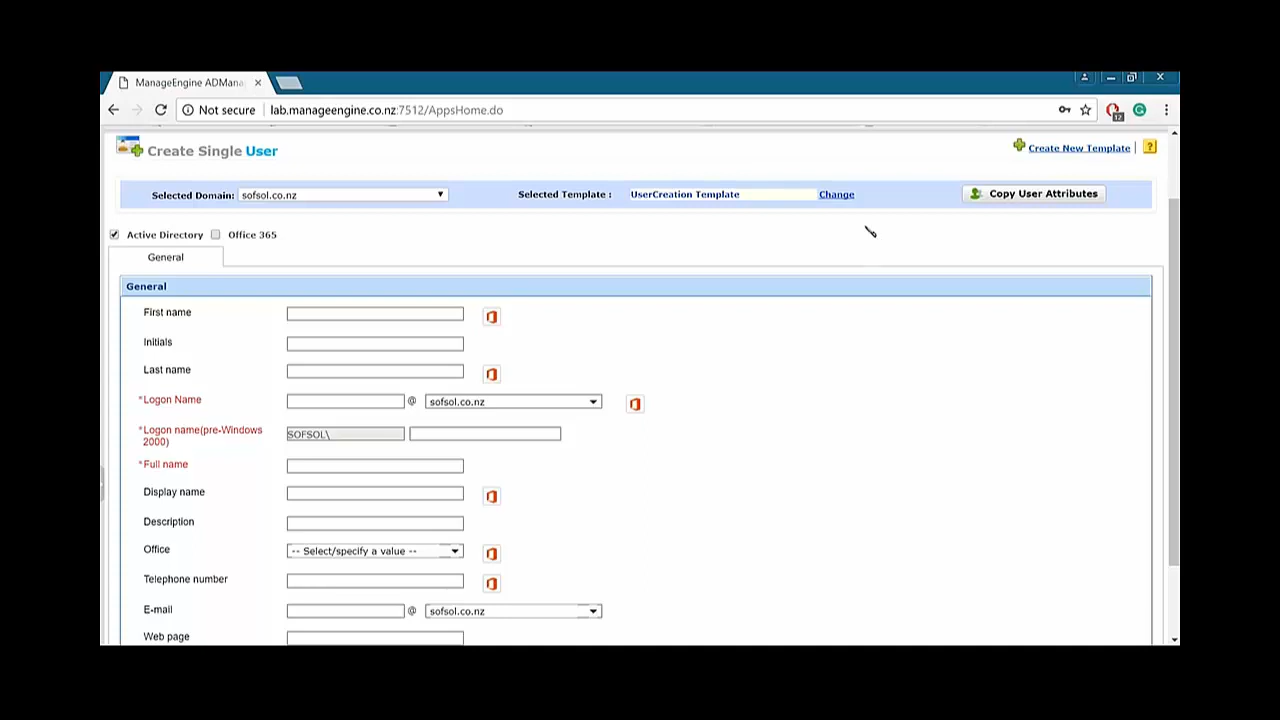 ManageEngine ADMana
Not secure lab.manageengine.co.nz:7512/AppsHome.do
Create Single User
Create New Template
?
Selected Domain: sofsol.co.nz
Selected Template : UserCreation Template Change
Copy User Attributes
Active Directory Office 365
General
General
First name
Initials
Last name
*Logon Name @ sofsol.co.nz
*Logon name(pre-Windows
2000) SOFSOL\
*Full name
Display name
Description
Office -- Select/specify a value --
Telephone number
E-mail @ sofsol.co.nz
Web page